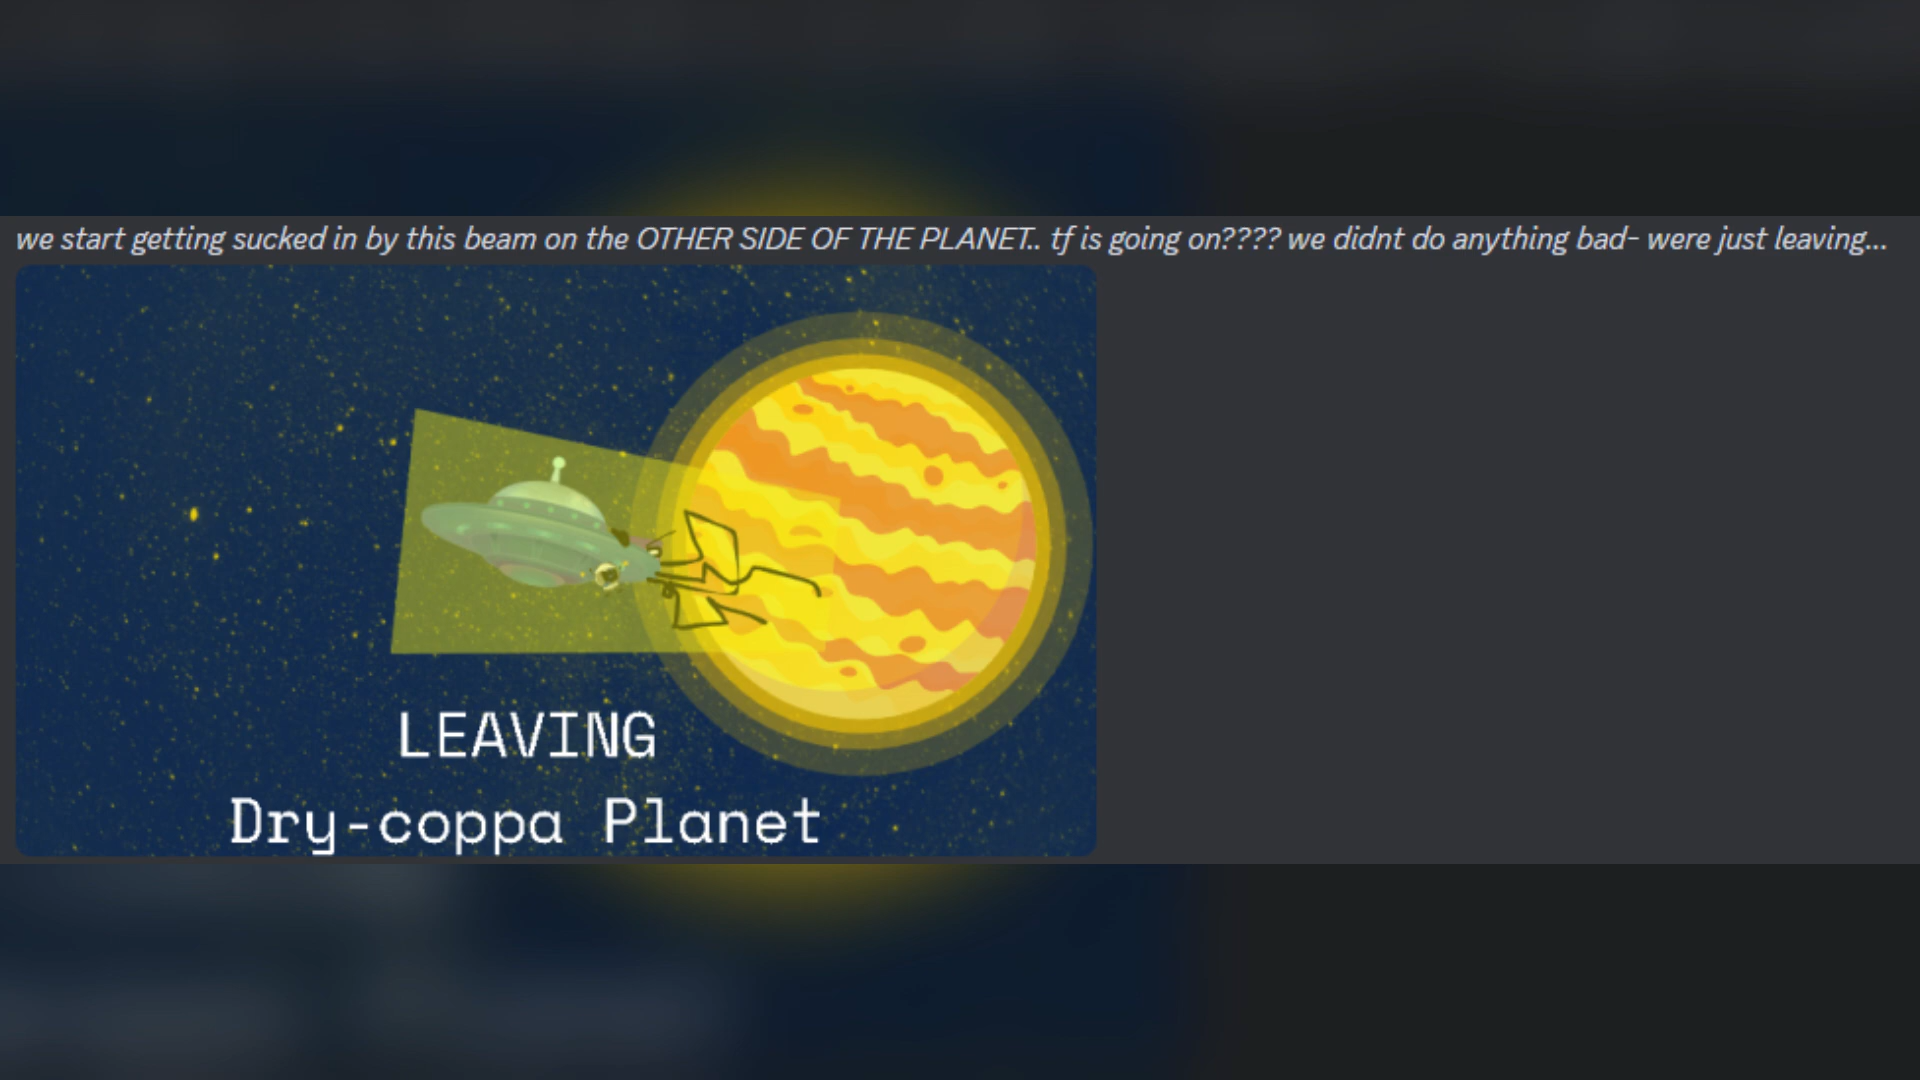 we start getting sucked in by this beam on the OTHER SIDE OF THE PLANET.. tf is going on???? we didnt do anything bad- were just leaving...
LEAVING
Dry-coppa Planet